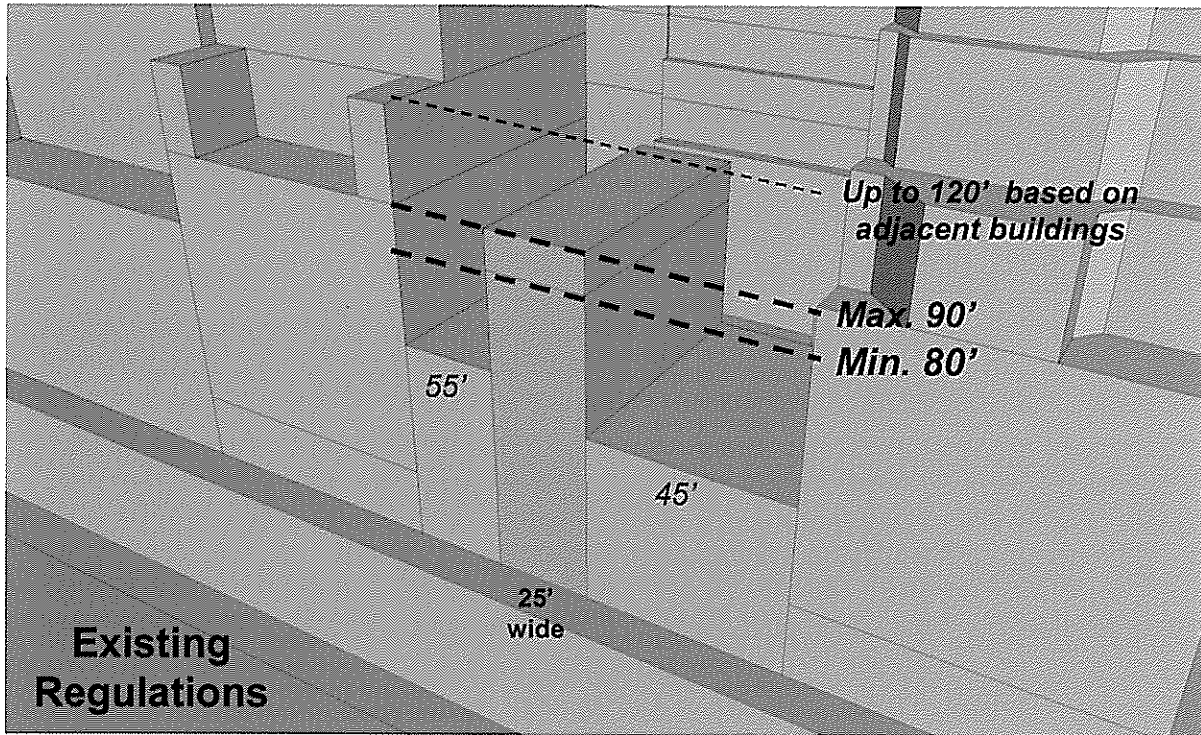 Up to 120' based on
adjacent buildings
Max. 90'
Min. 80'
55'
45'
25'
wide
Existing
Regulations